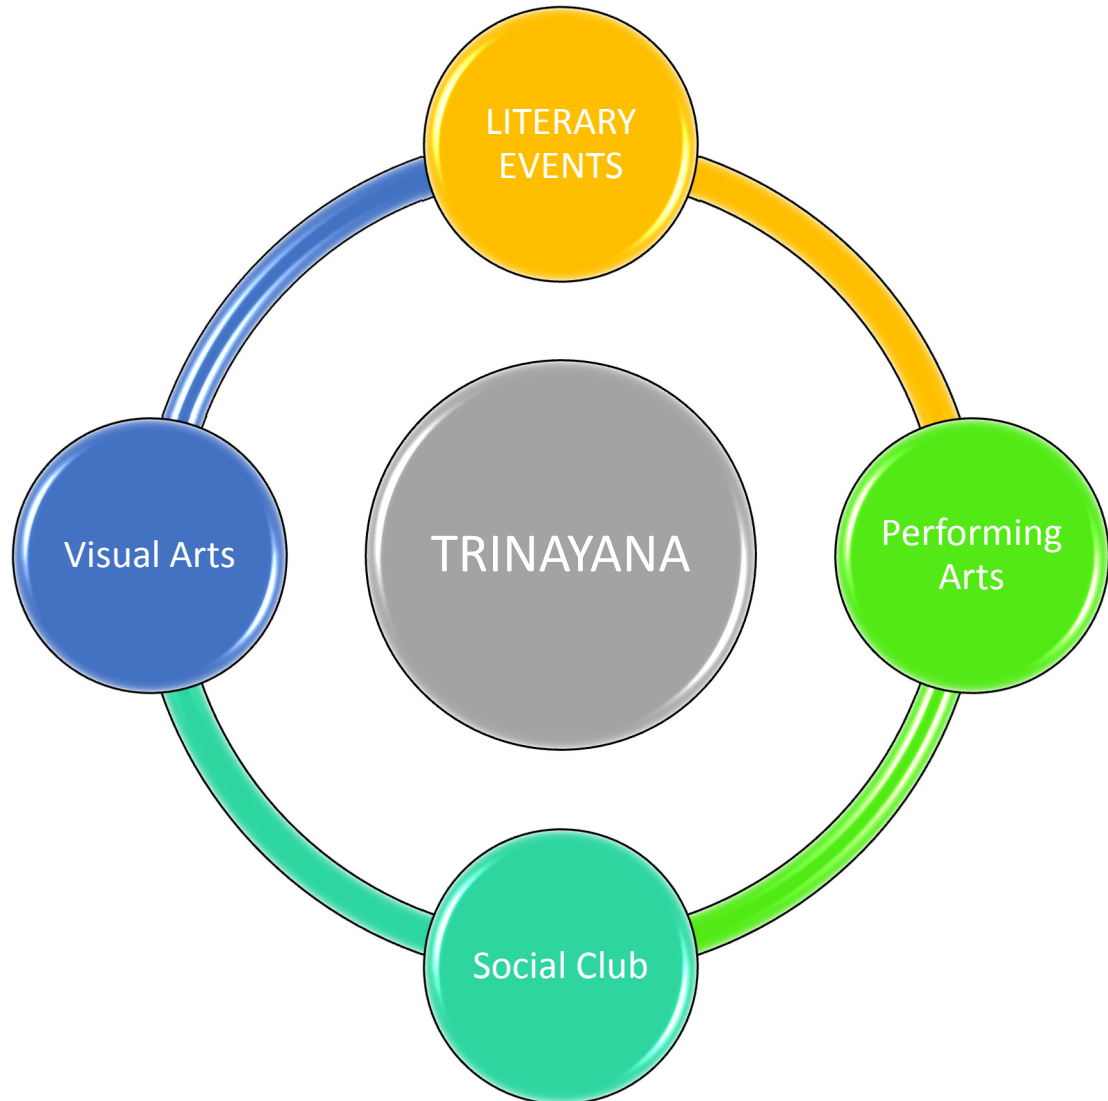 LITERARY
EVENTS
Visual Arts
TRINAYANA
Performing
Arts
Social Club